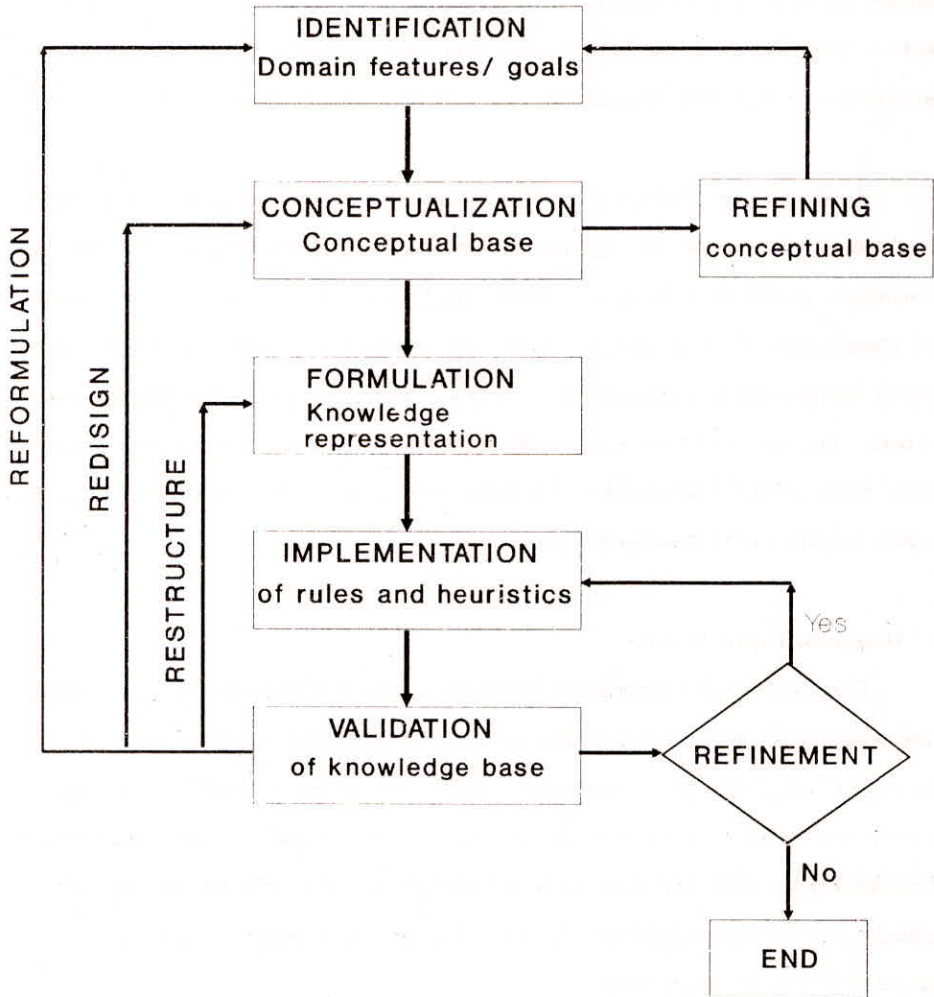 IDENTIFICATION
Domain features/ goals
CONCEPTUALIZATION
Conceptual base
REFINING
conceptual base
FORMULATION
Knowledge
representation
IMPLEMENTATION
of rules and heuristics
Yes
VALIDATION
of knowledge base
REFINEMENT
No
END
REFORMULATION
REDISIGN
RESTRUCTURE